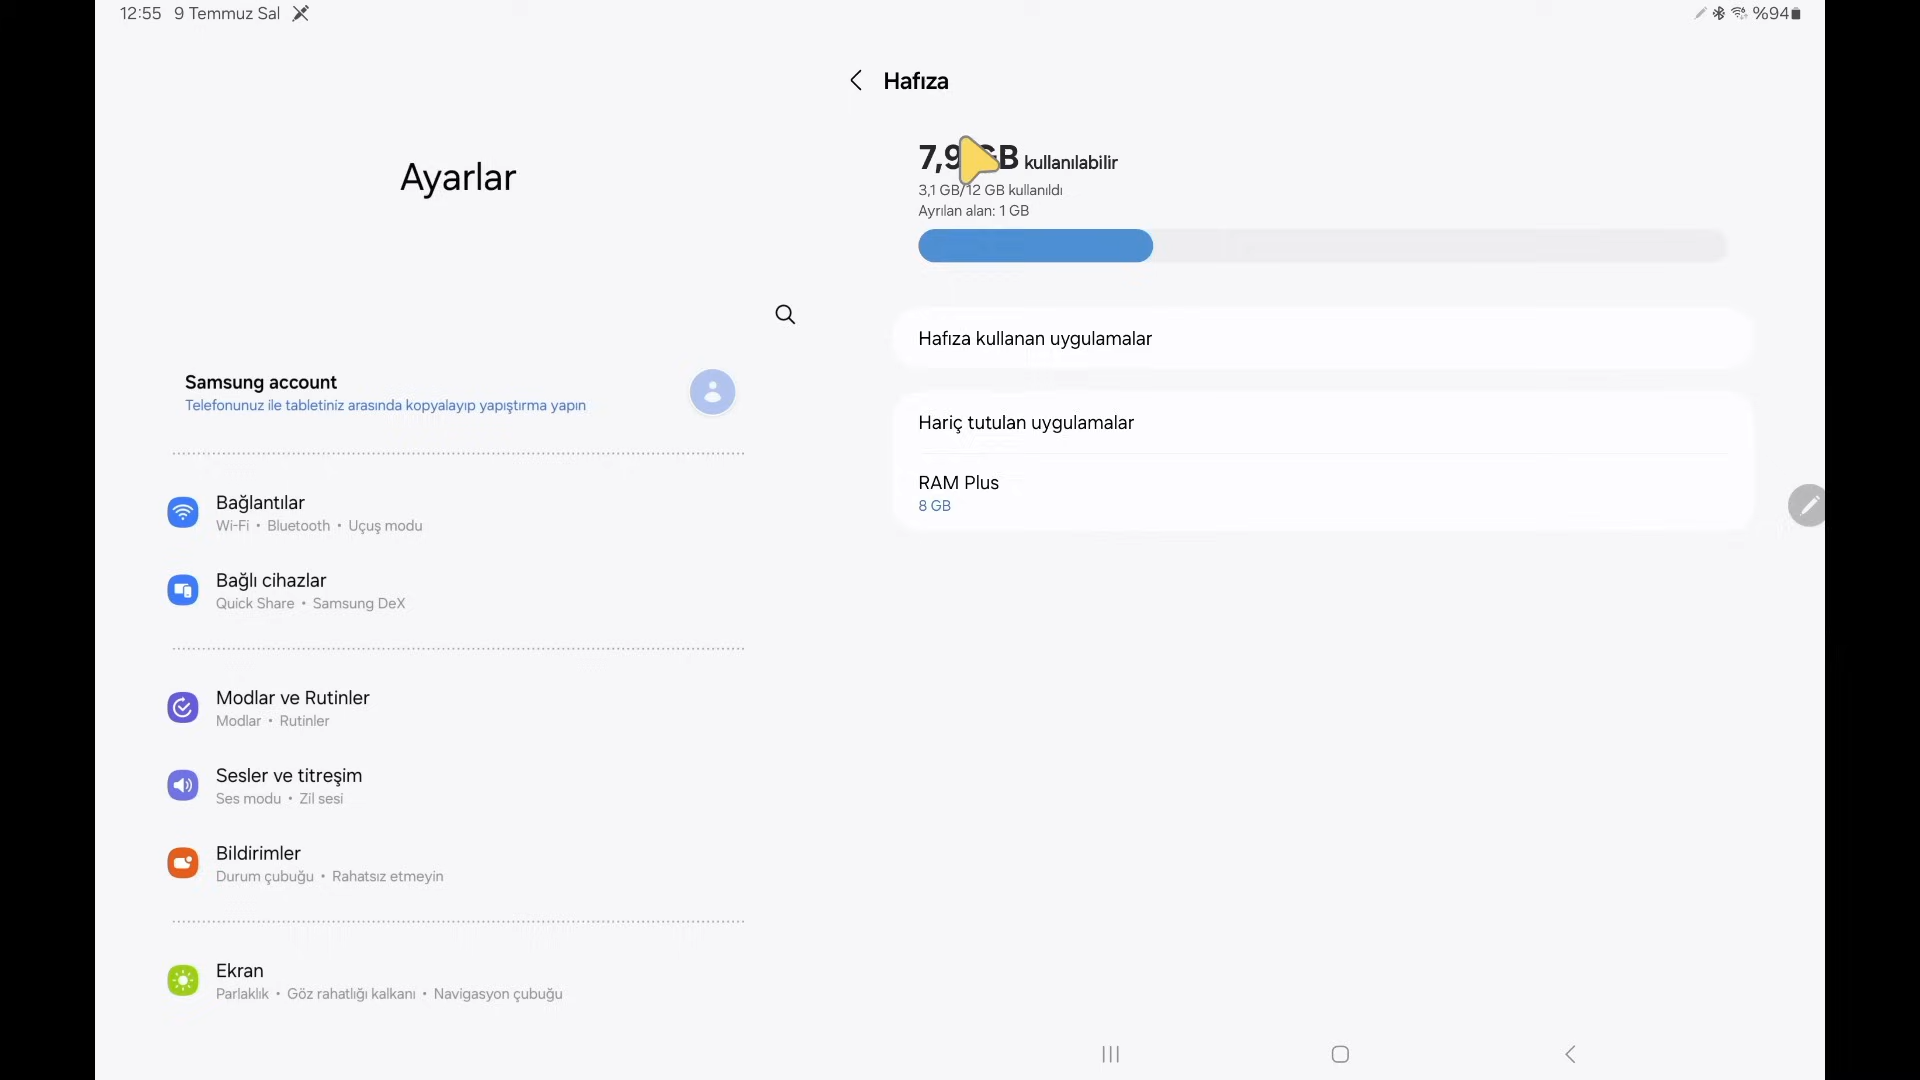 12:55 9 Temmuz Sal
%94
Hafıza
kullanılabilir
3,1 GB/12 GB kullanıldı
Ayrılan alan: 1 GB
Hafıza kullanan uygulamalar
Hariç tutulan uygulamalar
RAM Plus
8 GB
Ayarlar
Samsung account
Telefonunuz ile tabletiniz arasında kopyalayıp yapıştırma yapın
Bağlantılar
Wi-Fi • Bluetooth • Uçuş modu
Bağlı cihazlar
Quick Share • Samsung DeX
Modlar ve Rutinler
Modlar • Rutinler
Sesler ve titreşim
Ses modu • Zil sesi
Bildirimler
Durum çubuğu • Rahatsız etmeyin
Ekran
Parlaklık • Göz rahatlığı kalkanı • Navigasyon çubuğu